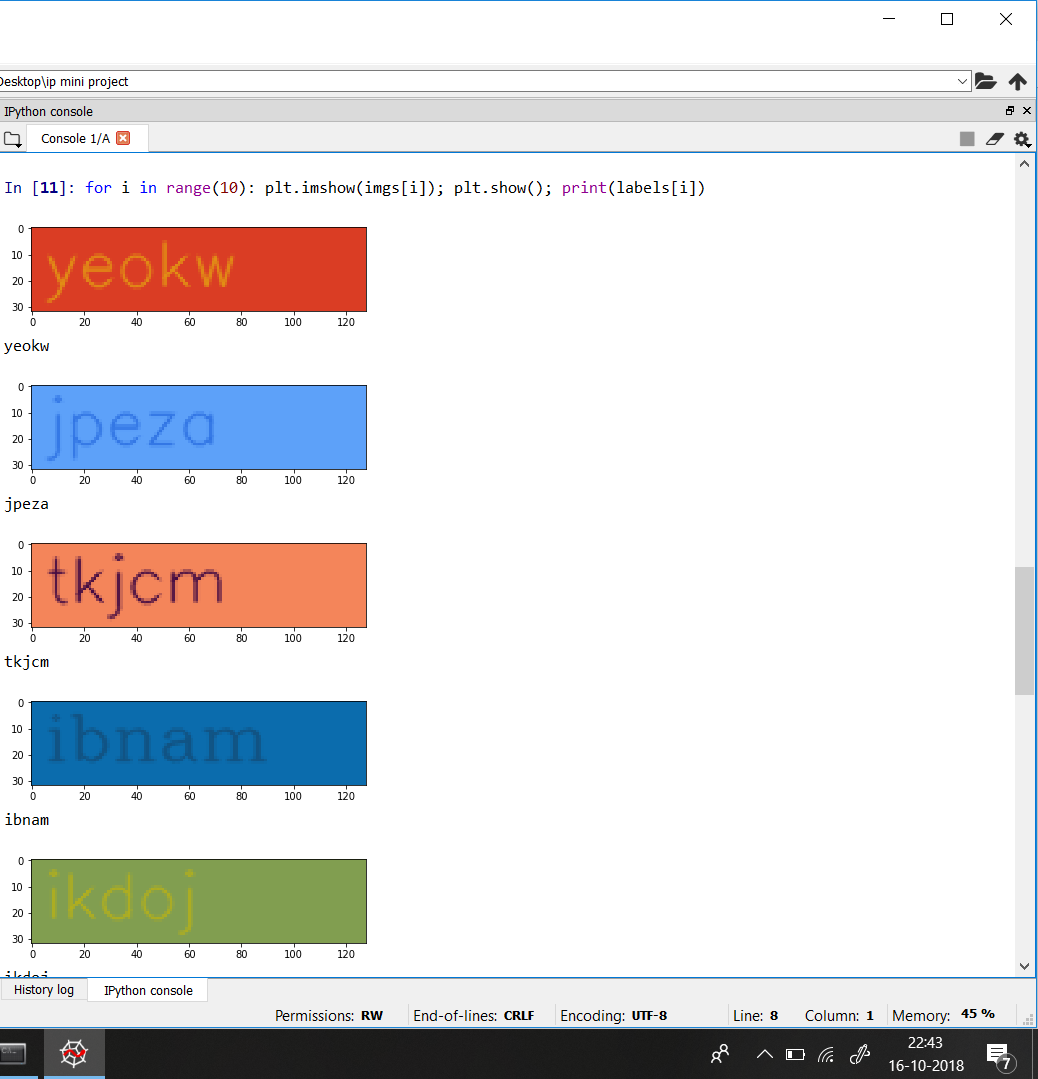 Desktop\ip mini project
IPython console
Console 1/A
In [11]: for i in range(10): plt.imshow(imgs[i]); plt.show(); print(labels[i])
0
yeokw
10
20
30
0 20 40 60 80 100 120
yeokw
0
jpeza
10
20
30
0 20 40 60 80 100 120
jpeza
0
tkjcm
10
20
30
0 20 40 60 80 100 120
tkjcm
0
ibnam
10
20
30
0 20 40 60 80 100 120
ibnam
0
ikdoj
10
20
30
0 20 40 60 80 100 120
ikdoj
History log IPython console
Permissions: RW End-of-lines: CRLF Encoding: UTF-8 Line: 8 Column: 1 Memory: 45 %
22:43
16-10-2018
7